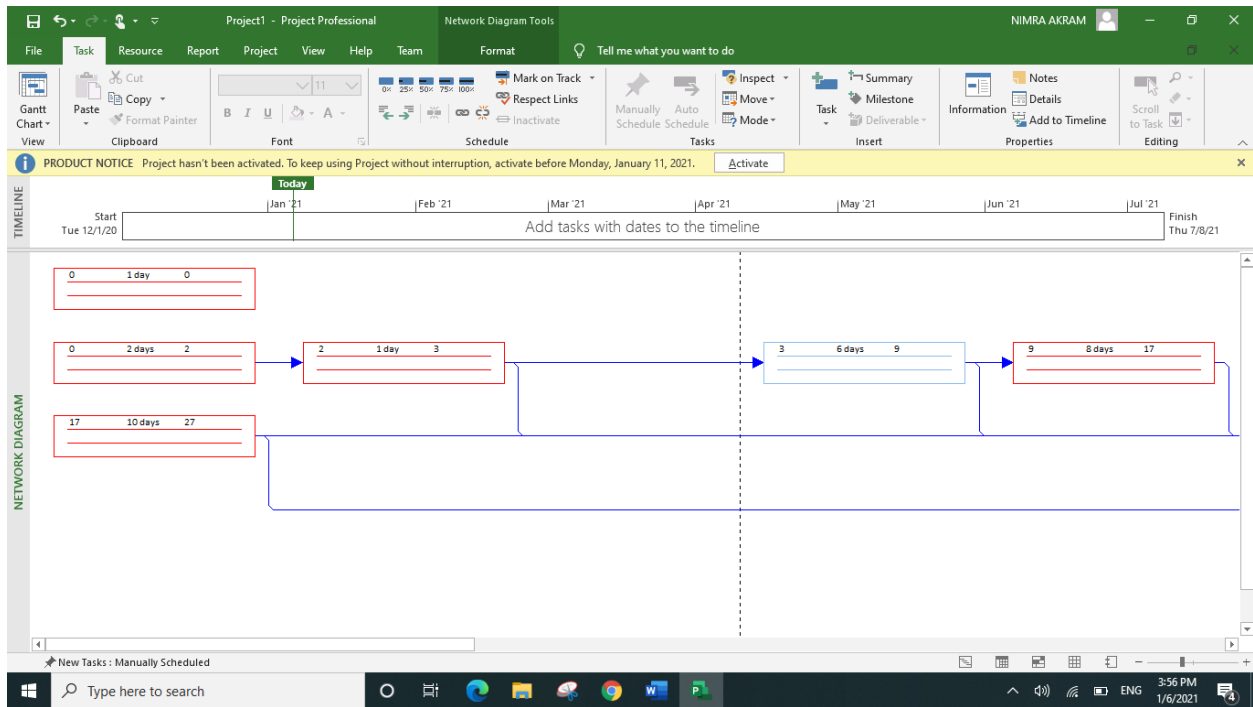 Project1 - Project Professional
Network Diagram Tools
NIMRA AKRAM
File Task Resource Report Project View Help Team Format Tell me what you want to do
Gantt Chart
View
Paste
Cut
Copy
Format Painter
Clipboard
11
B I U A
Font
0% 25% 50% 75% 100%
Mark on Track
Respect Links
Inactivate
Schedule
Manually Schedule
Auto Schedule
Inspect
Move
Mode
Tasks
Task
Summary
Milestone
Deliverable
Insert
Information
Notes
Details
Add to Timeline
Properties
Scroll to Task
Editing
PRODUCT NOTICE Project hasn't been activated. To keep using Project without interruption, activate before Monday, January 11, 2021. Activate
TIMELINE
Today
Jan '21 Feb '21 Mar '21 Apr '21 May '21 Jun '21 Jul '21
Start
Tue 12/1/20
Add tasks with dates to the timeline
Finish
Thu 7/8/21
NETWORK DIAGRAM
0 1 day 0
0 2 days 2
2 1 day 3
3 6 days 9
9 8 days 17
17 10 days 27
New Tasks : Manually Scheduled
Type here to search
ENG
3:56 PM
1/6/2021
4